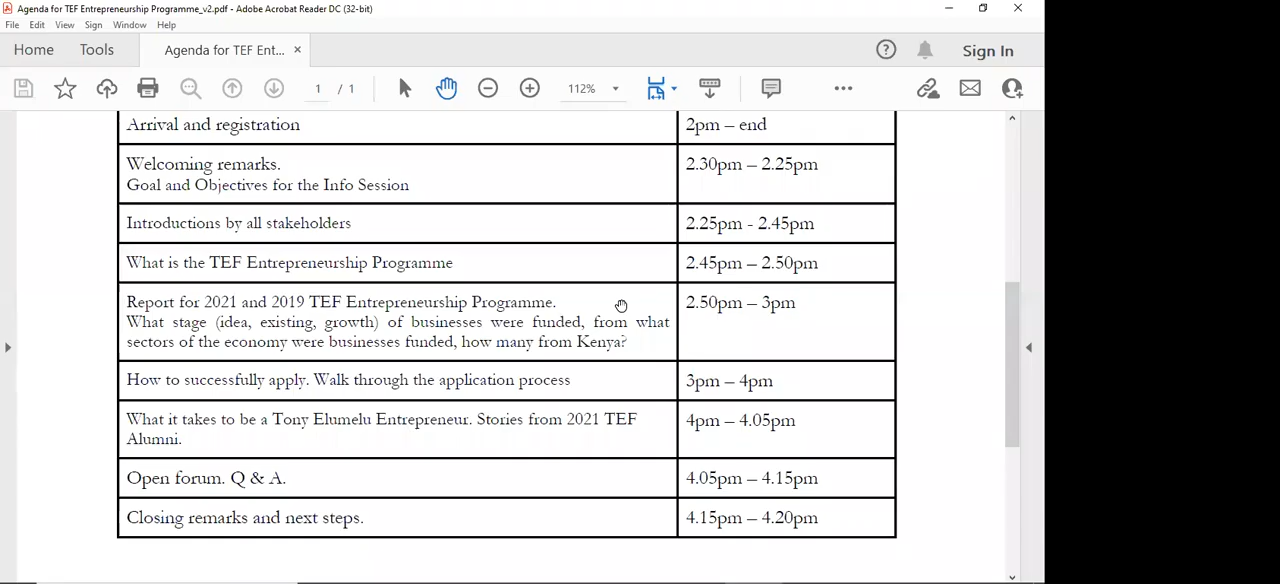 Agenda for TEF Entrepreneurship Programme_v2.pdf - Adobe Acrobat Reader DC (32-bit)
File Edit View Sign Window Help
Home Tools Agenda for TEF Ent... × Sign In
1 / 1 112%
Arrival and registration 2pm – end
Welcoming remarks. 2.30pm – 2.25pm
Goal and Objectives for the Info Session
Introductions by all stakeholders 2.25pm - 2.45pm
What is the TEF Entrepreneurship Programme 2.45pm – 2.50pm
Report for 2021 and 2019 TEF Entrepreneurship Programme. 2.50pm – 3pm
What stage (idea, existing, growth) of businesses were funded, from what
sectors of the economy were businesses funded, how many from Kenya?
How to successfully apply. Walk through the application process 3pm – 4pm
What it takes to be a Tony Elumelu Entrepreneur. Stories from 2021 TEF 4pm – 4.05pm
Alumni.
Open forum. Q & A. 4.05pm – 4.15pm
Closing remarks and next steps. 4.15pm – 4.20pm